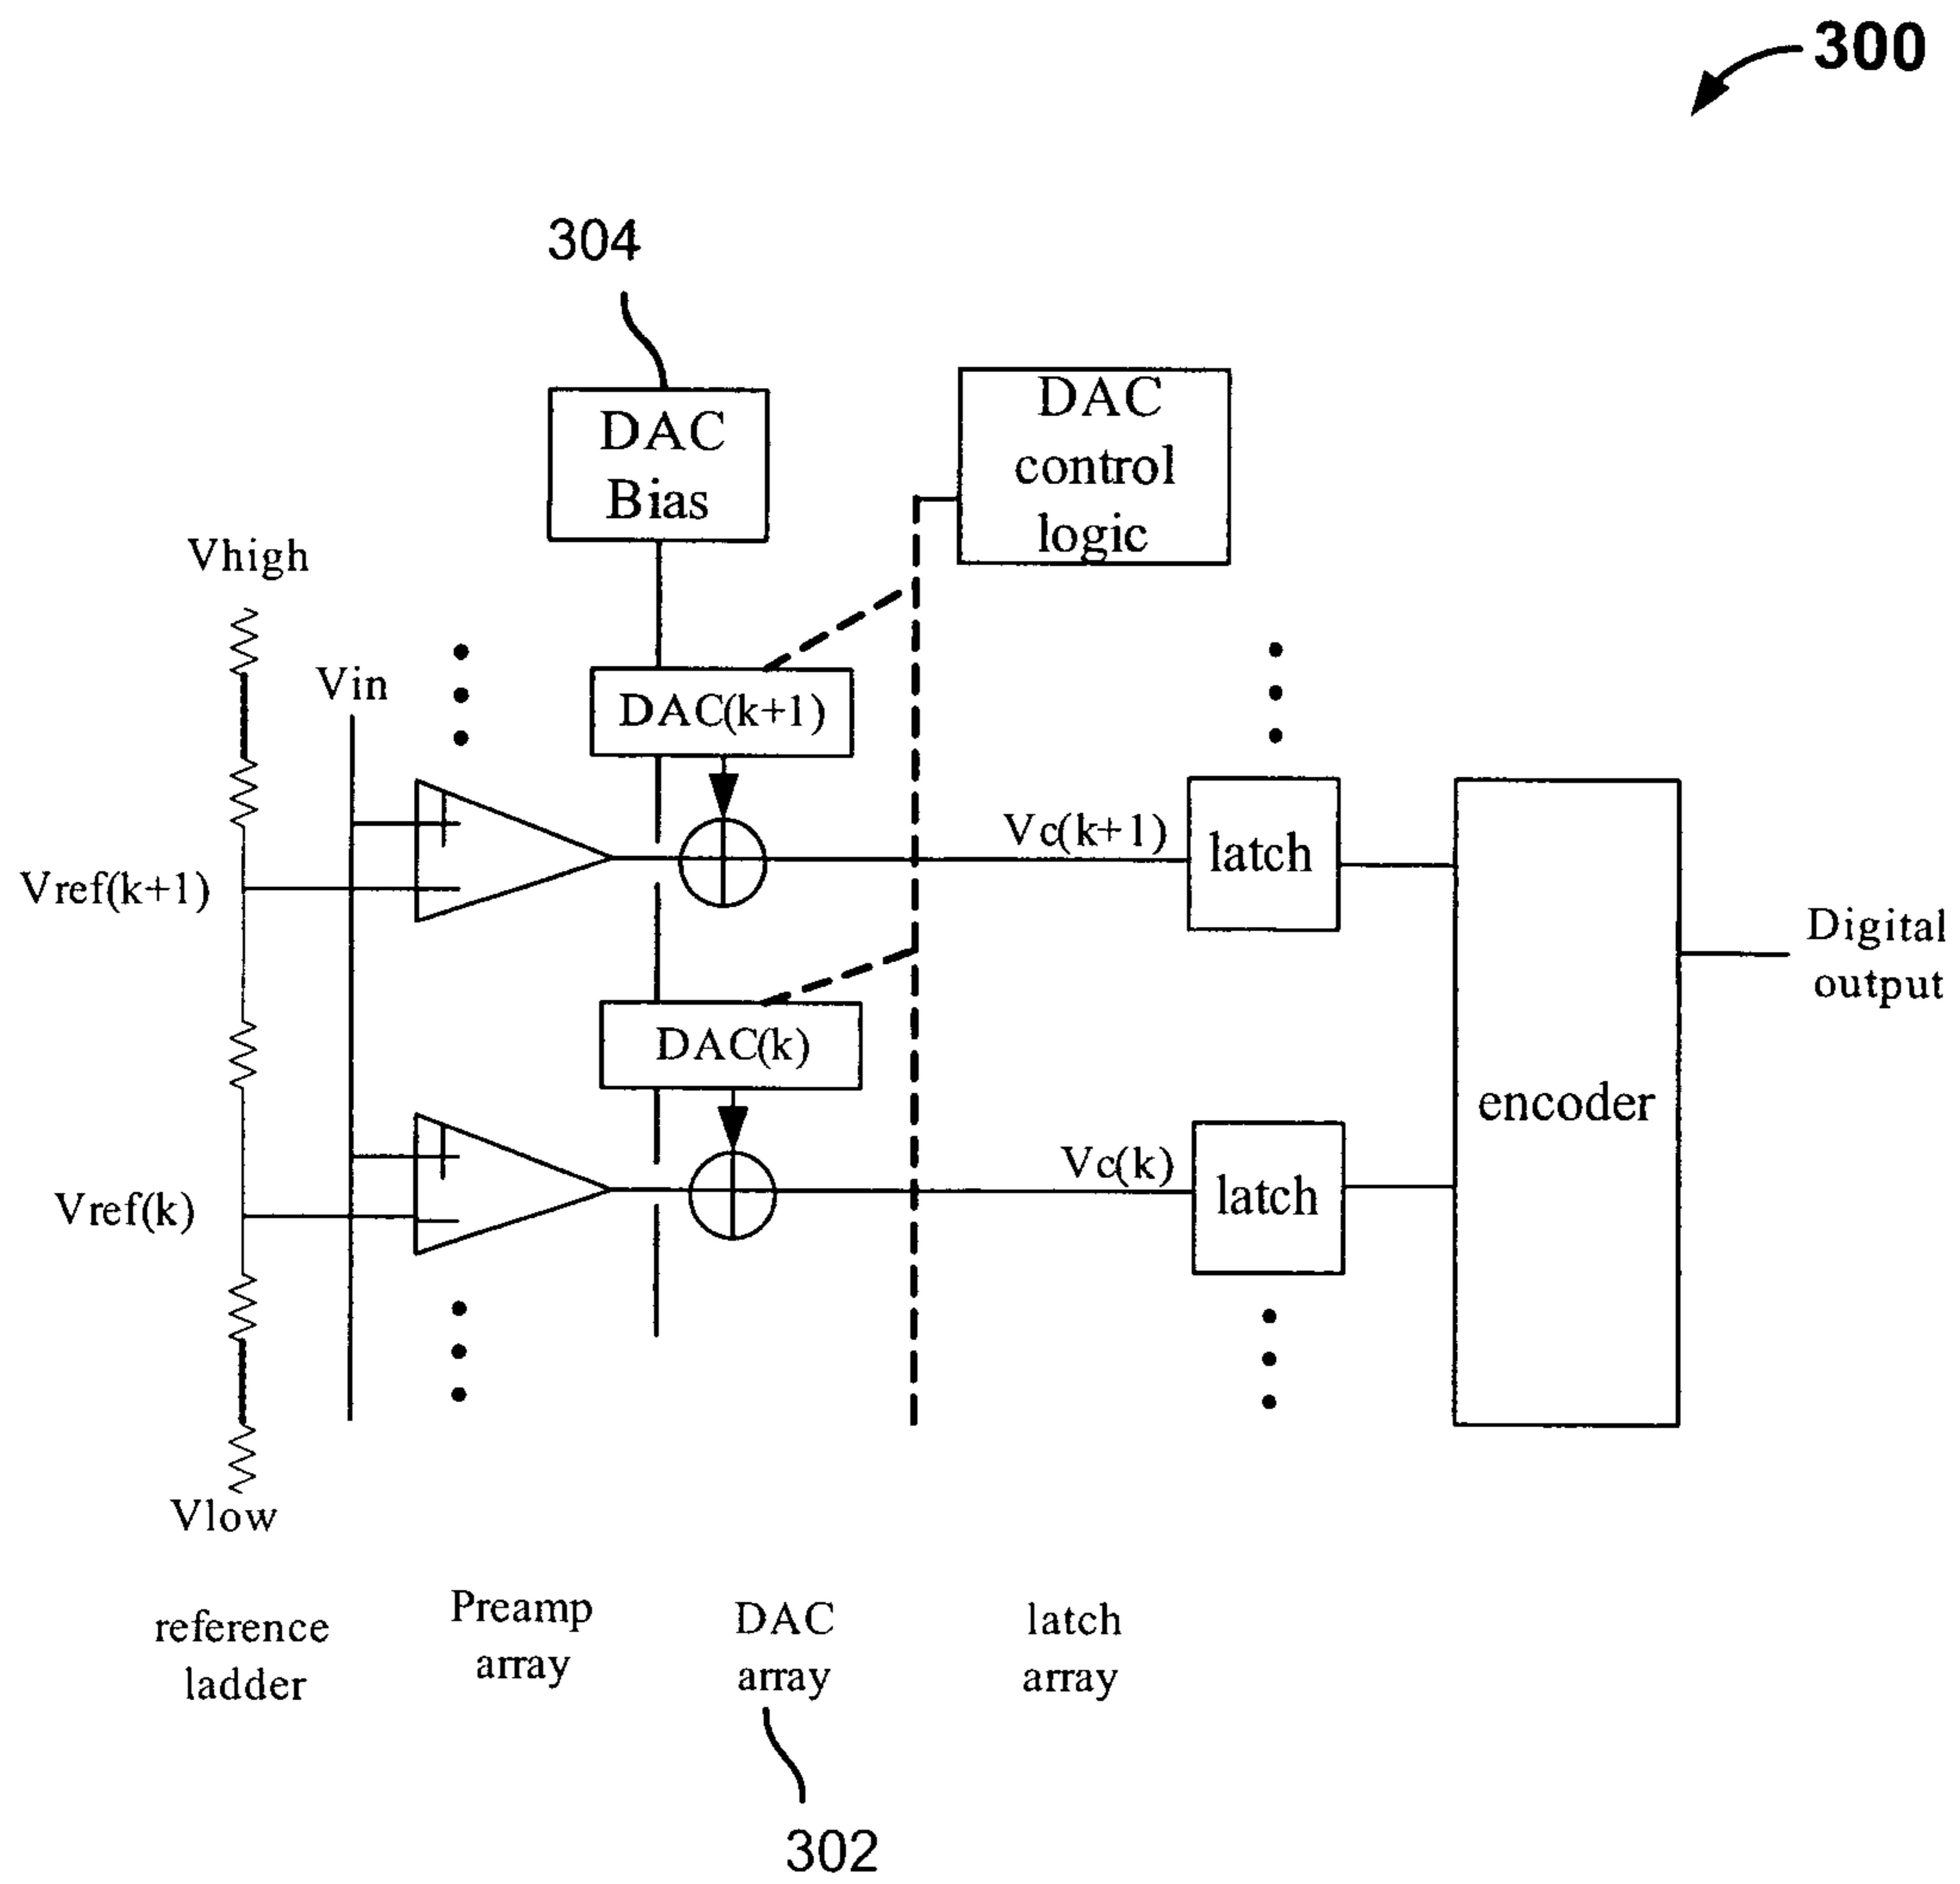 300
304
DAC
Bias
DAC
control
logic
Vhigh
Vin
DAC(k+1)
Vref(k+1)
Vc(k+1)
latch
Digital
output
DAC(k)
encoder
Vref(k)
Vc(k)
latch
Vlow
reference
ladder
Preamp
array
DAC
array
latch
array
302